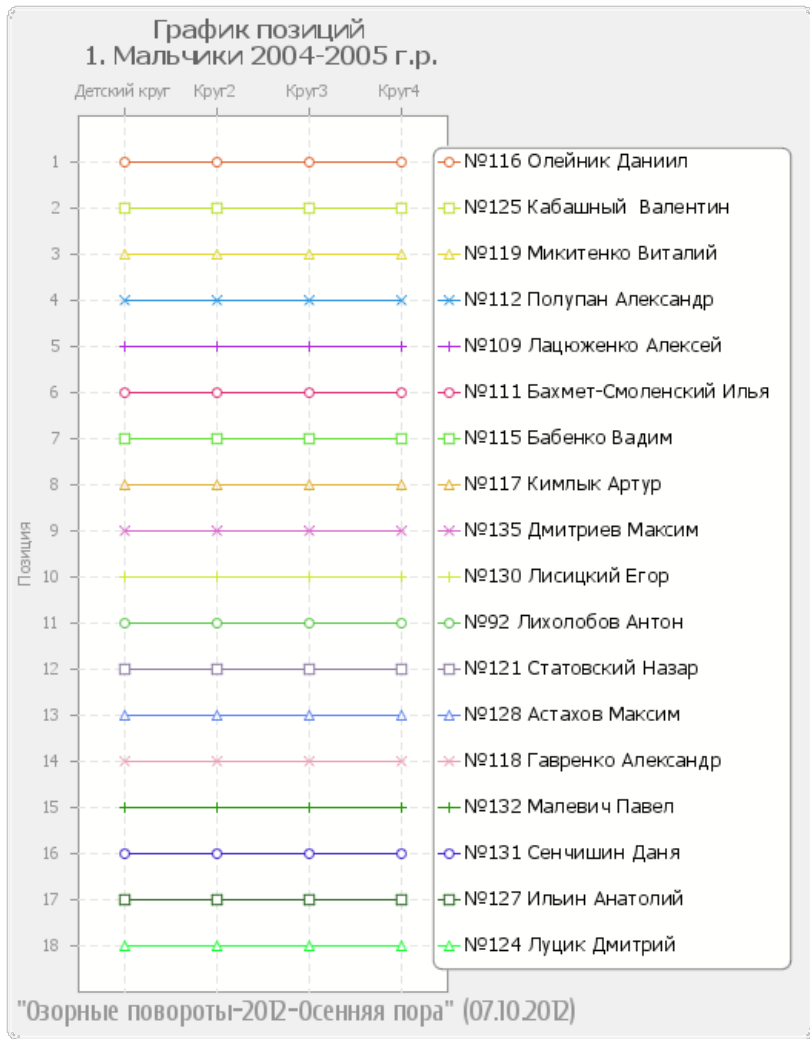 График позиций
1. Мальчики 2004-2005 г.р.
Детский круг Круг2 Круг3 Круг4
1 №116 Олейник Даниил
2 №125 Кабашный  Валентин
3 №119 Микитенко Виталий
4 №112 Полупан Александр
5 №109 Лацюженко Алексей
6 №111 Бахмет-Смоленский Илья
7 №115 Бабенко Вадим
8 №117 Кимлык Артур
9 №135 Дмитриев Максим
Позиция
10 №130 Лисицкий Егор
11 №92 Лихолобов Антон
12 №121 Статовский Назар
13 №128 Астахов Максим
14 №118 Гавренко Александр
15 №132 Малевич Павел
16 №131 Сенчишин Даня
17 №127 Ильин Анатолий
18 №124 Луцик Дмитрий
"Озорные повороты-2012-Осенняя пора" (07.10.2012)